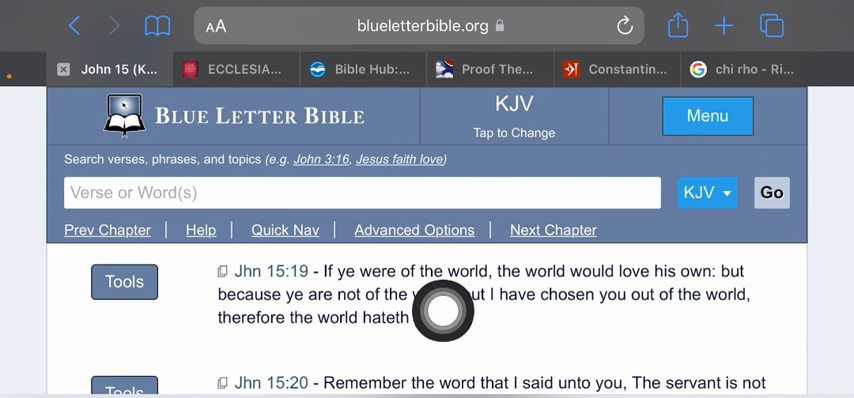 AA blueletterbible.org
John 15 (K... ECCLESIA... Bible Hub:... Proof The... Constantin... chi rho - Ri...
BLUE LETTER BIBLE
KJV
Tap to Change
Menu
Search verses, phrases, and topics (e.g. John 3:16, Jesus faith love)
Verse or Word(s) KJV Go
Prev Chapter | Help | Quick Nav | Advanced Options | Next Chapter
Tools
Jhn 15:19 - If ye were of the world, the world would love his own: but
because ye are not of the I have chosen you out of the world,
therefore the world hateth
Tools
Jhn 15:20 - Remember the word that I said unto you, The servant is not